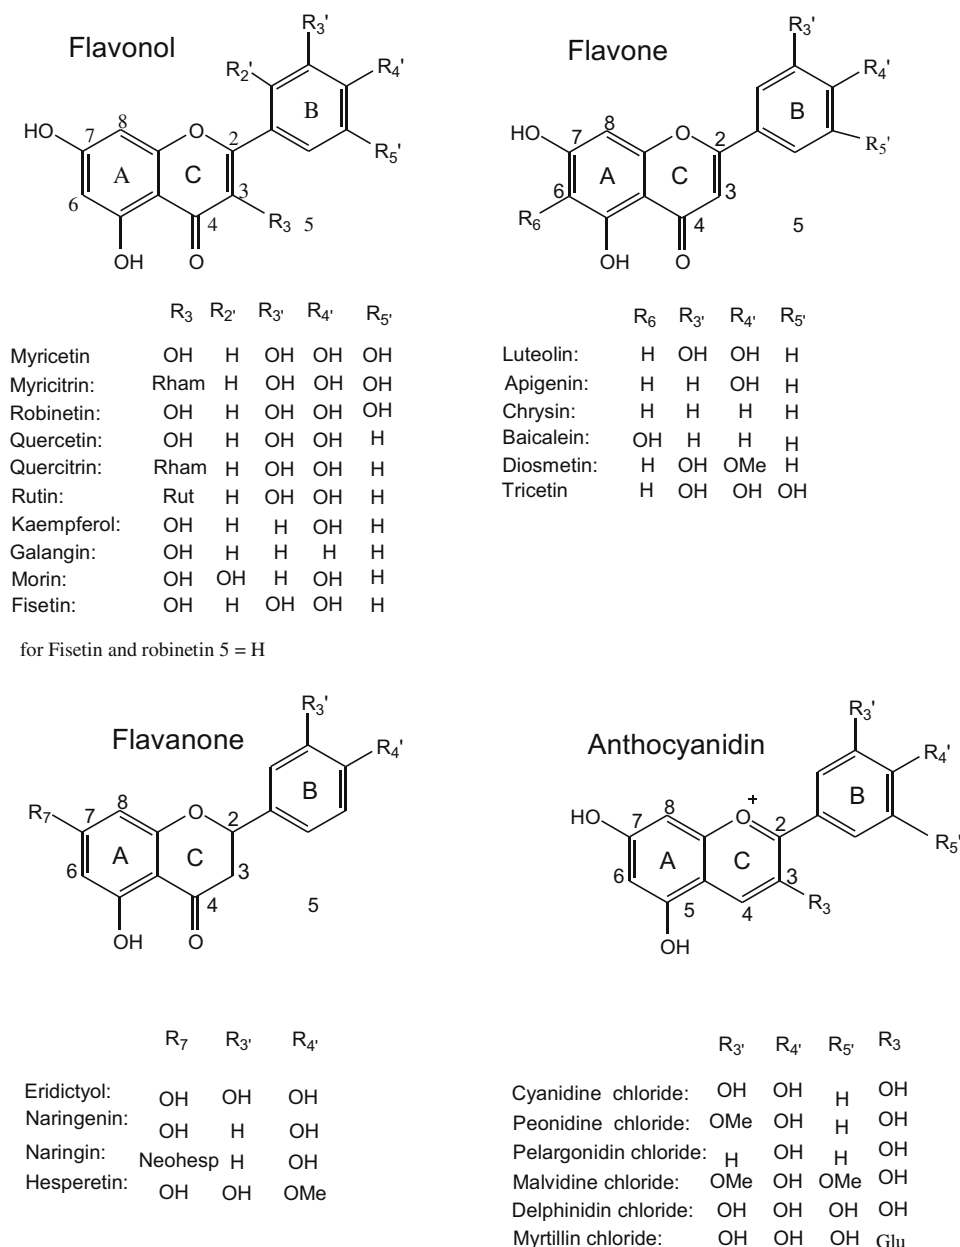 Flavonol
R3'
R2'
R4'
B
R5'
HO
7
8
O
2
A
C
3
6
4
R3
5
OH
O
R3 R2' R3' R4' R5'
Myricetin OH H OH OH OH
Myricitrin: Rham H OH OH OH
Robinetin: OH H OH OH OH
Quercetin: OH H OH OH H
Quercitrin: Rham H OH OH H
Rutin: Rut H OH OH H
Kaempferol: OH H H OH H
Galangin: OH H H H H
Morin: OH OH H OH H
Fisetin: OH H OH OH H
for Fisetin and robinetin 5 = H
Flavone
R3'
R4'
B
R5'
HO
7
8
O
2
A
C
3
6
R6
4
5
OH
O
R6 R3' R4' R5'
Luteolin: H OH OH H
Apigenin: H H OH H
Chrysin: H H H H
Baicalein: OH H H H
Diosmetin: H OH OMe H
Tricetin H OH OH OH
Flavanone
R3'
R4'
B
R7
7
8
O
2
A
C
3
6
4
5
OH
O
R7 R3' R4'
Eridictyol: OH OH OH
Naringenin: OH H OH
Naringin: Neohesp H OH
Hesperetin: OH OH OMe
Anthocyanidin
R3'
R4'
B
R5'
HO
7
8
O
+
2
A
C
3
6
R3
5
4
OH
R3' R4' R5' R3
Cyanidine chloride: OH OH H OH
Peonidine chloride: OMe OH H OH
Pelargonidin chloride: H OH H OH
Malvidine chloride: OMe OH OMe OH
Delphinidin chloride: OH OH OH OH
Myrtillin chloride: OH OH OH Glu